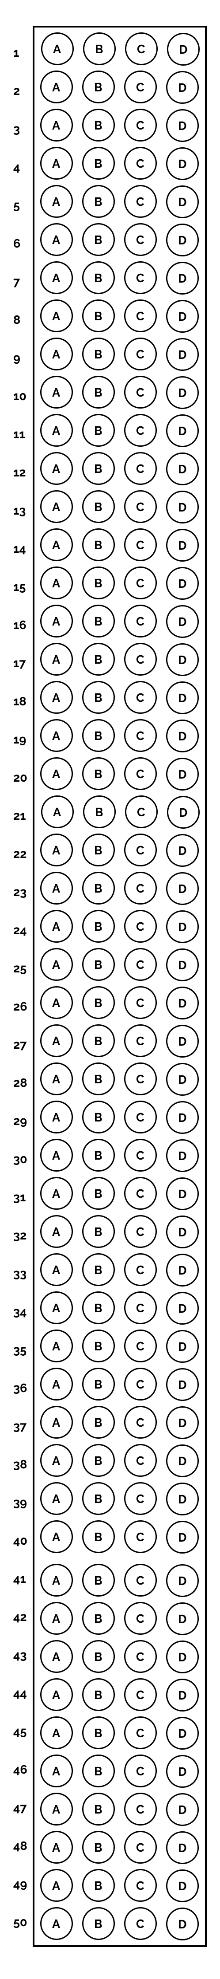 1 A B C D
2 A B C D
3 A B C D
4 A B C D
5 A B C D
6 A B C D
7 A B C D
8 A B C D
9 A B C D
10 A B C D
11 A B C D
12 A B C D
13 A B C D
14 A B C D
15 A B C D
16 A B C D
17 A B C D
18 A B C D
19 A B C D
20 A B C D
21 A B C D
22 A B C D
23 A B C D
24 A B C D
25 A B C D
26 A B C D
27 A B C D
28 A B C D
29 A B C D
30 A B C D
31 A B C D
32 A B C D
33 A B C D
34 A B C D
35 A B C D
36 A B C D
37 A B C D
38 A B C D
39 A B C D
40 A B C D
41 A B C D
42 A B C D
43 A B C D
44 A B C D
45 A B C D
46 A B C D
47 A B C D
48 A B C D
49 A B C D
50 A B C D